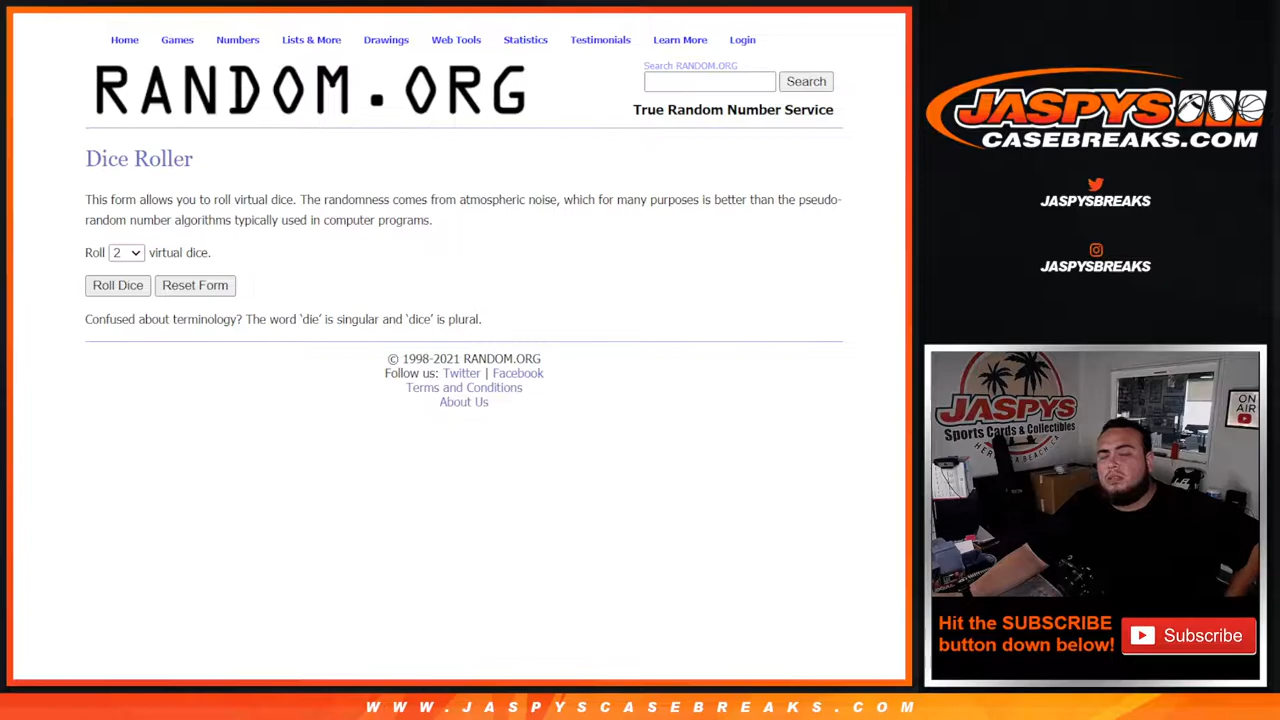 Home Games Numbers Lists & More Drawings Web Tools Statistics Testimonials Learn More Login
RANDOM.ORG
Search RANDOM.ORG
Search
True Random Number Service
Dice Roller
This form allows you to roll virtual dice. The randomness comes from atmospheric noise, which for many purposes is better than the pseudo-
random number algorithms typically used in computer programs.
Roll 2 virtual dice.
Roll Dice Reset Form
Confused about terminology? The word ‘die’ is singular and ‘dice’ is plural.
© 1998-2021 RANDOM.ORG
Follow us: Twitter | Facebook
Terms and Conditions
About Us
JASPYS
CASEBREAKS.COM
JASPYSBREAKS
JASPYSBREAKS
JASPYS
Sports Cards & Collectibles
ON
AIR
Hit the SUBSCRIBE
button down below!
Subscribe
WWW.JASPYSCASEBREAKS.COM